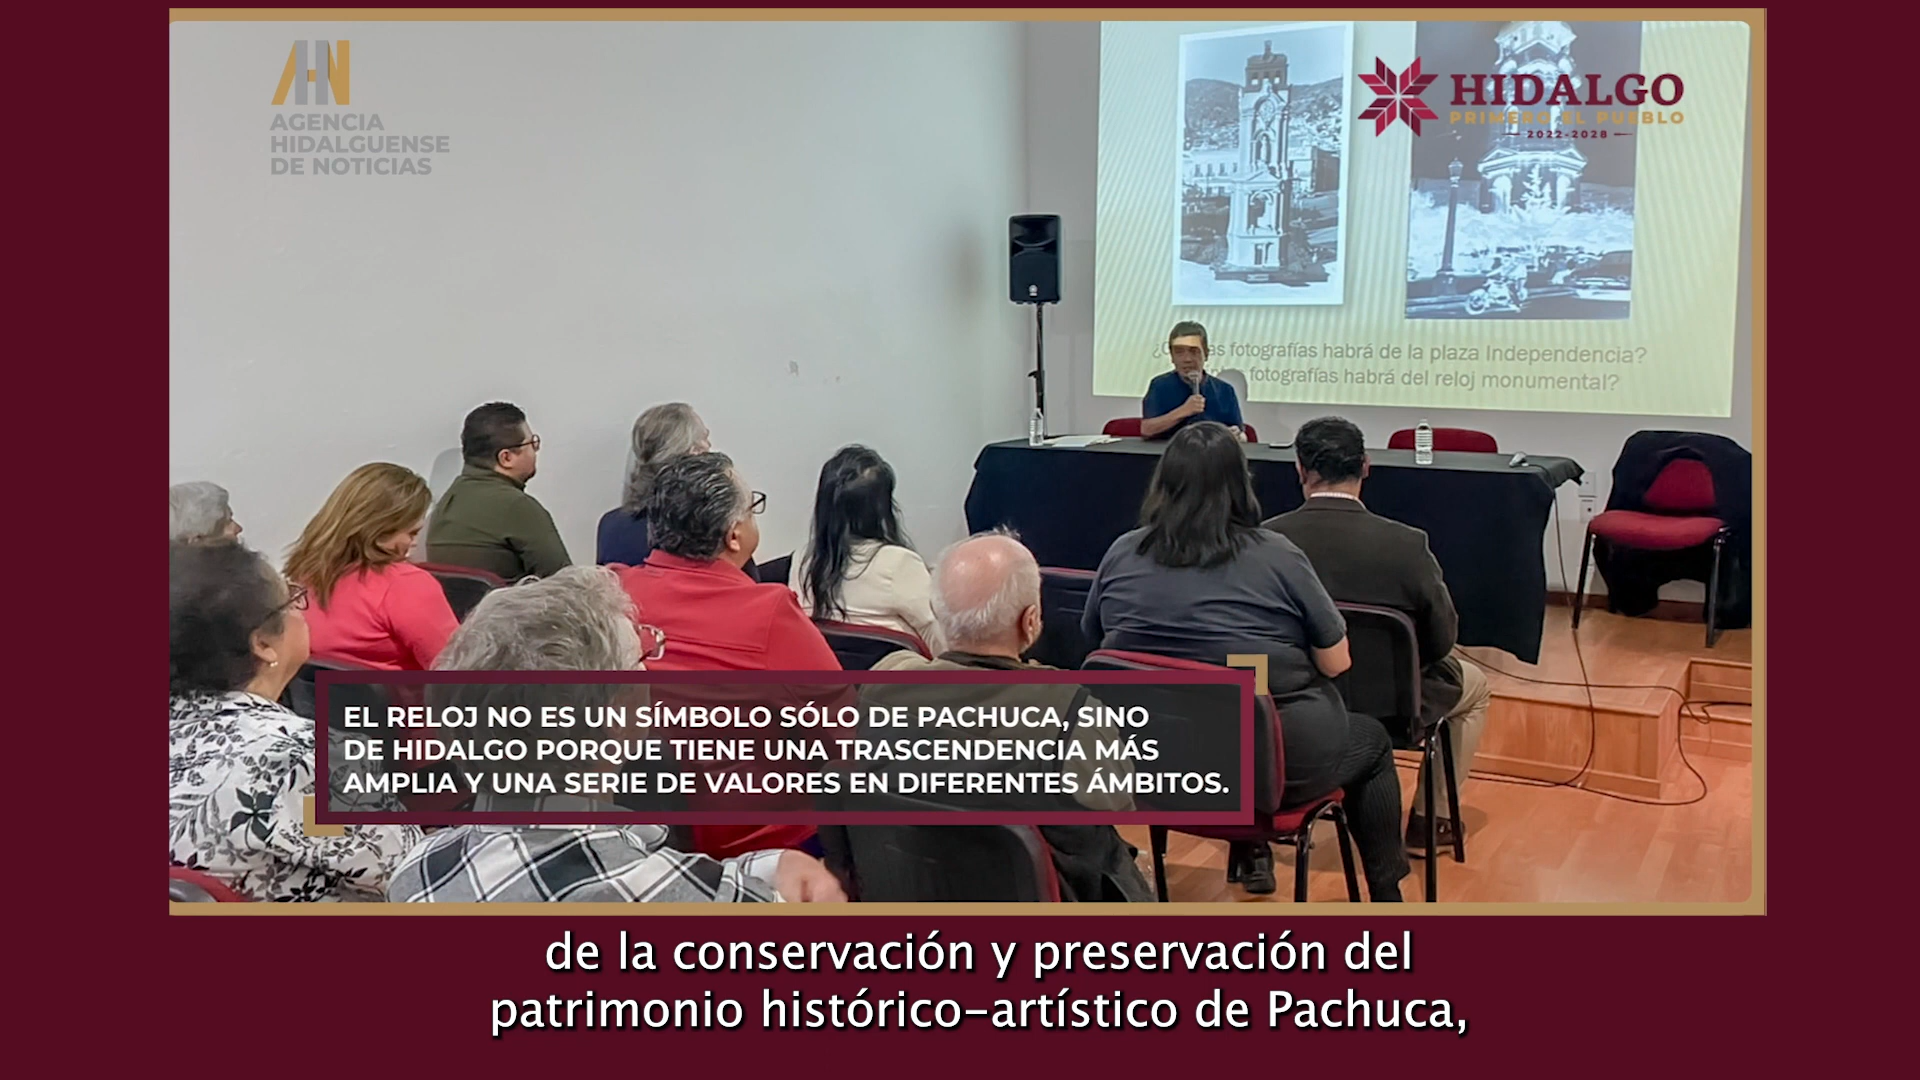 AHN
AGENCIA
HIDALGUENSE
DE NOTICIAS
HIDALGO
PRIMERO EL PUEBLO
2022-2028
fotografías habrá de la plaza Independencia?
fotografías habrá del reloj monumental?
EL RELOJ NO ES UN SÍMBOLO SÓLO DE PACHUCA, SINO
DE HIDALGO PORQUE TIENE UNA TRASCENDENCIA MÁS
AMPLIA Y UNA SERIE DE VALORES EN DIFERENTES ÁMBITOS.
de la conservación y preservación del
patrimonio histórico-artístico de Pachuca,